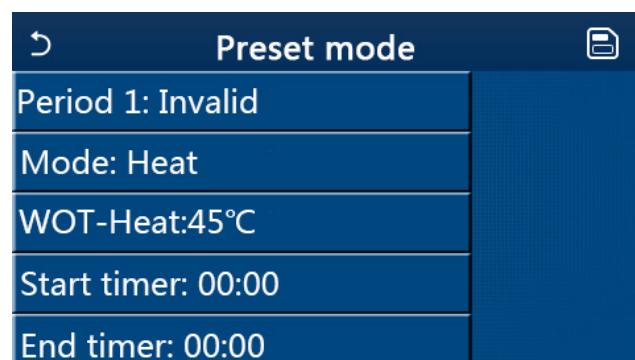 Preset mode
Period 1: Invalid
Mode: Heat
WOT-Heat:45℃
Start timer: 00:00
End timer: 00:00